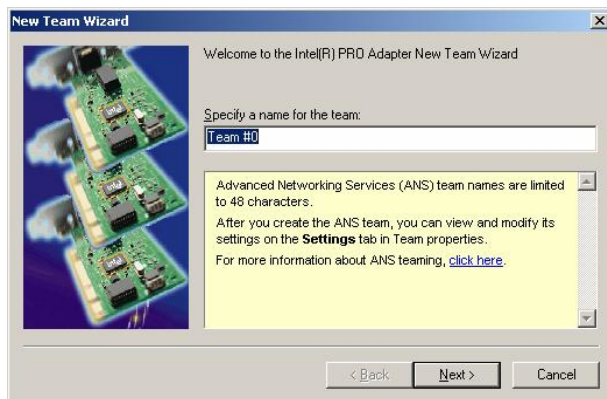 New Team Wizard
Welcome to the Intel(R) PRO Adapter New Team Wizard
Specify a name for the team:
Team #0
Advanced Networking Services (ANS) team names are limited
to 48 characters.
After you create the ANS team, you can view and modify its
settings on the Settings tab in Team properties.
For more information about ANS teaming, click here.
< Back
Next >
Cancel